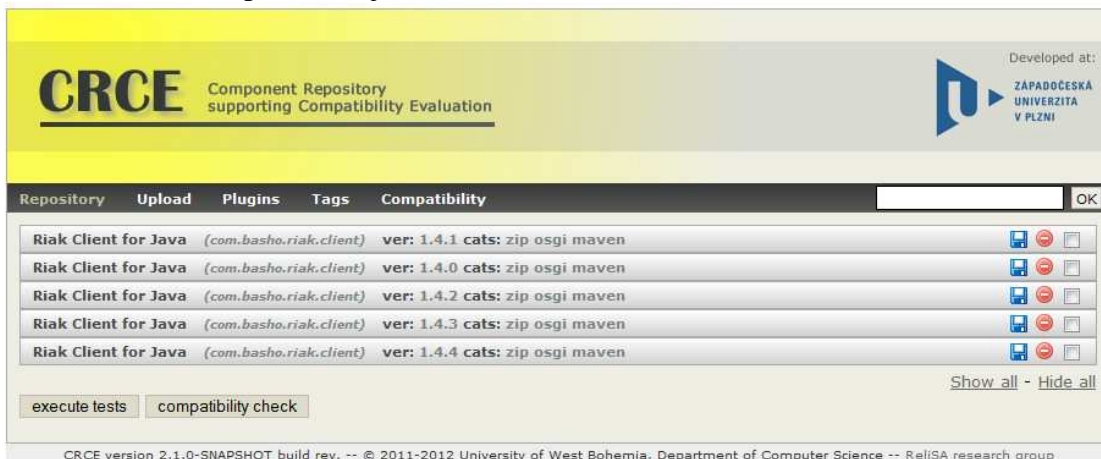 CRCE
Component Repository
supporting Compatibility Evaluation
Developed at:
ZÁPADOČESKÁ
UNIVERZITA
V PLZNI
Repository Upload Plugins Tags Compatibility OK
Riak Client for Java (com.basho.riak.client) ver: 1.4.1 cats: zip osgi maven
Riak Client for Java (com.basho.riak.client) ver: 1.4.0 cats: zip osgi maven
Riak Client for Java (com.basho.riak.client) ver: 1.4.2 cats: zip osgi maven
Riak Client for Java (com.basho.riak.client) ver: 1.4.3 cats: zip osgi maven
Riak Client for Java (com.basho.riak.client) ver: 1.4.4 cats: zip osgi maven
Show all - Hide all
execute tests compatibility check
CRCE version 2.1.0-SNAPSHOT build rev. -- © 2011-2012 University of West Bohemia, Department of Computer Science -- ReliSA research group